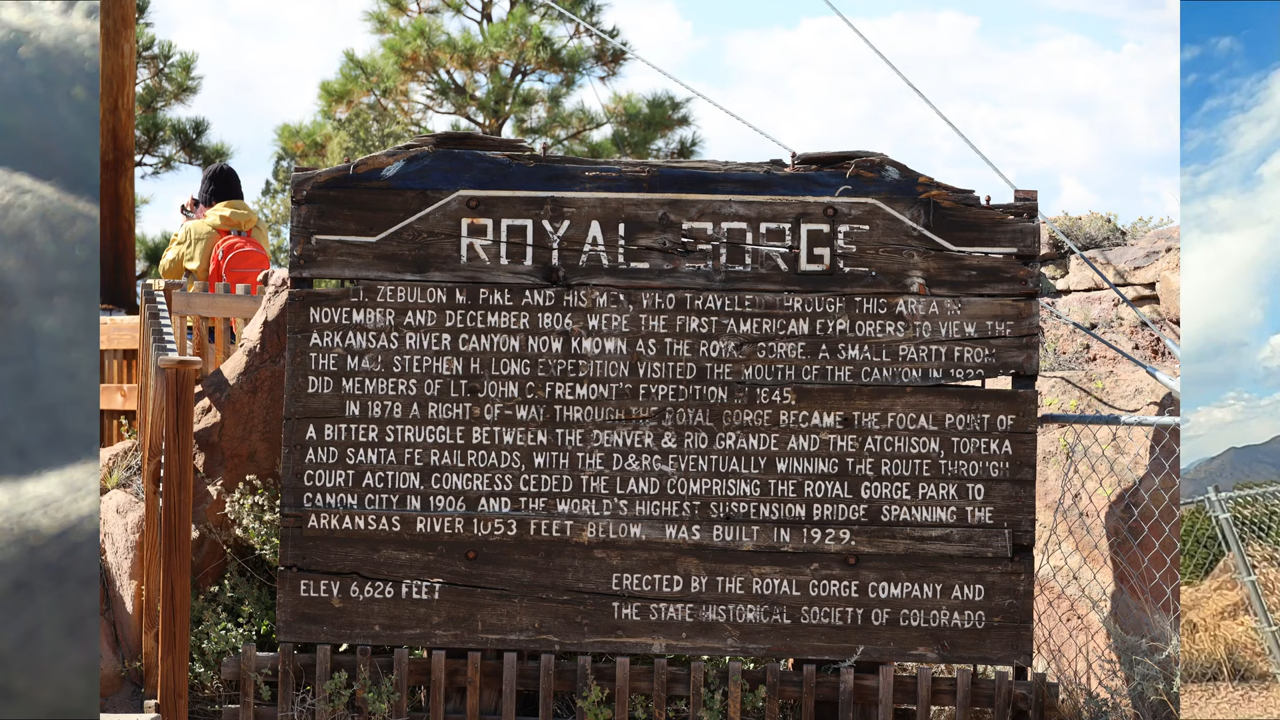 ROYAL GORGE
LT. ZEBULON M. PIKE AND HIS MEN, WHO TRAVELED THROUGH THIS AREA IN
NOVEMBER AND DECEMBER 1806, WERE THE FIRST AMERICAN EXPLORERS TO VIEW THE
ARKANSAS RIVER CANYON NOW KNOWN AS THE ROYAL GORGE. A SMALL PARTY FROM
THE MAJ. STEPHEN H. LONG EXPEDITION VISITED THE MOUTH OF THE CANYON IN
DID MEMBERS OF LT. JOHN C. FREMONT'S EXPEDITION IN 1845.
IN 1878 A RIGHT-OF-WAY THROUGH THE ROYAL GORGE BECAME THE FOCAL POINT OF
A BITTER STRUGGLE BETWEEN THE DENVER & RIO GRANDE AND THE ATCHISON, TOPEKA
AND SANTA FE RAILROADS, WITH THE D&RG EVENTUALLY WINNING THE ROUTE THROUGH
COURT ACTION. CONGRESS CEDED THE LAND COMPRISING THE ROYAL GORGE PARK TO
CANON CITY IN 1906 AND THE WORLD'S HIGHEST SUSPENSION BRIDGE SPANNING THE
ARKANSAS RIVER 1,053 FEET BELOW, WAS BUILT IN 1929.
ELEV. 6,626 FEET
ERECTED BY THE ROYAL GORGE COMPANY AND
THE STATE HISTORICAL SOCIETY OF COLORADO